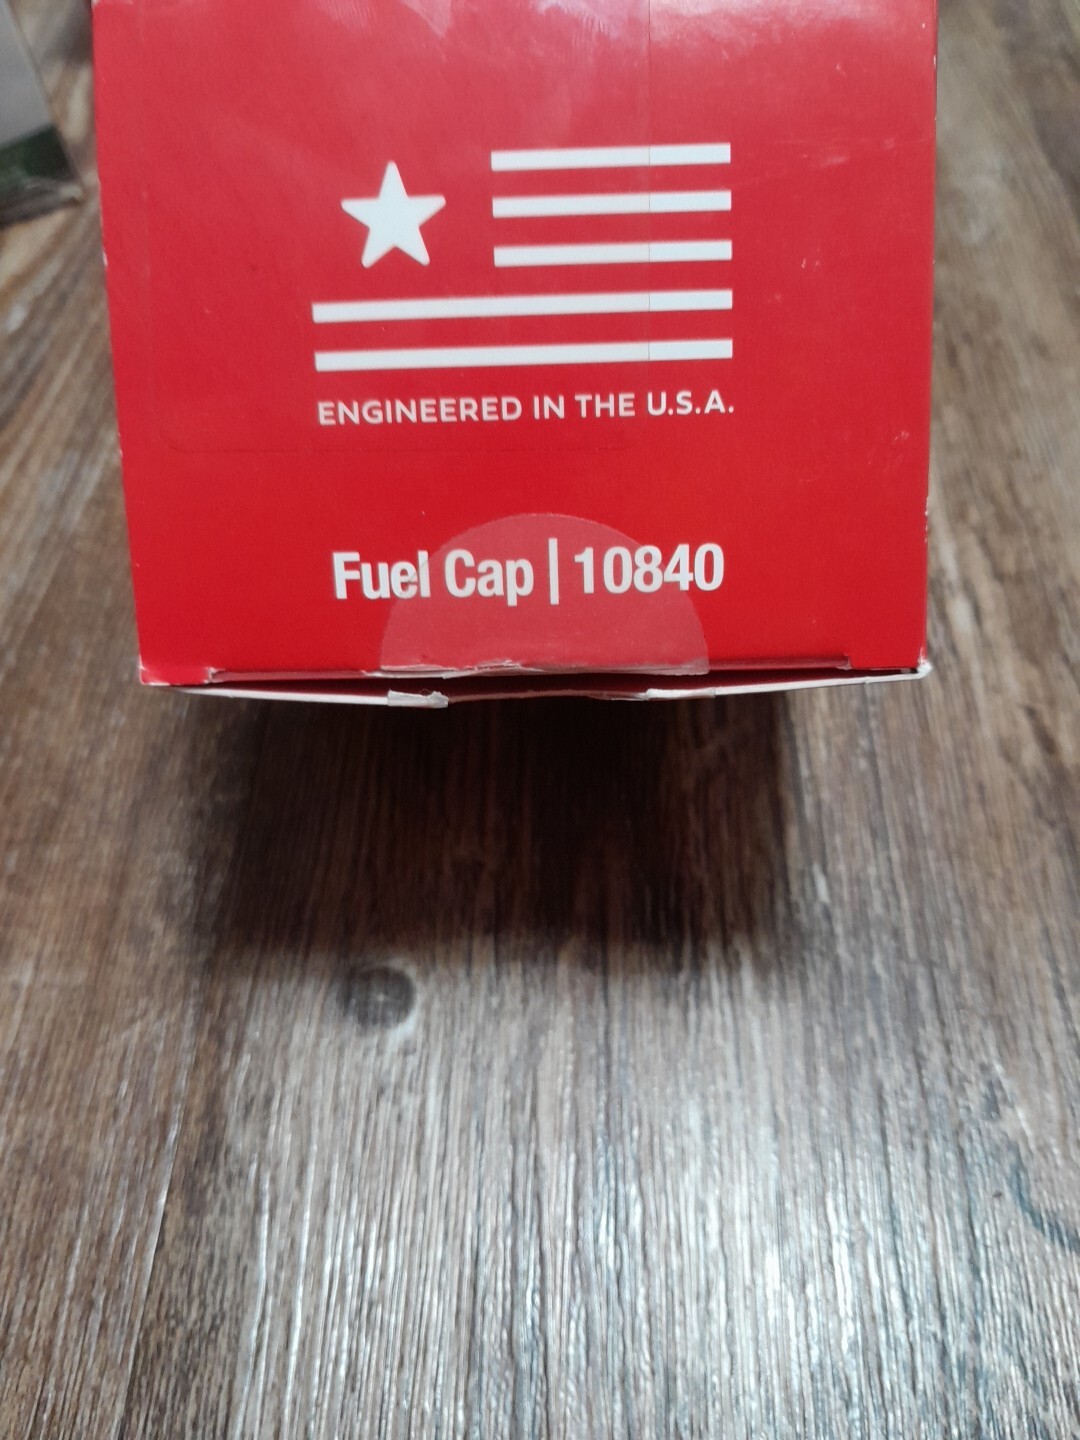 ENGINEERED IN THE U.S.A.
Fuel Cap | 10840